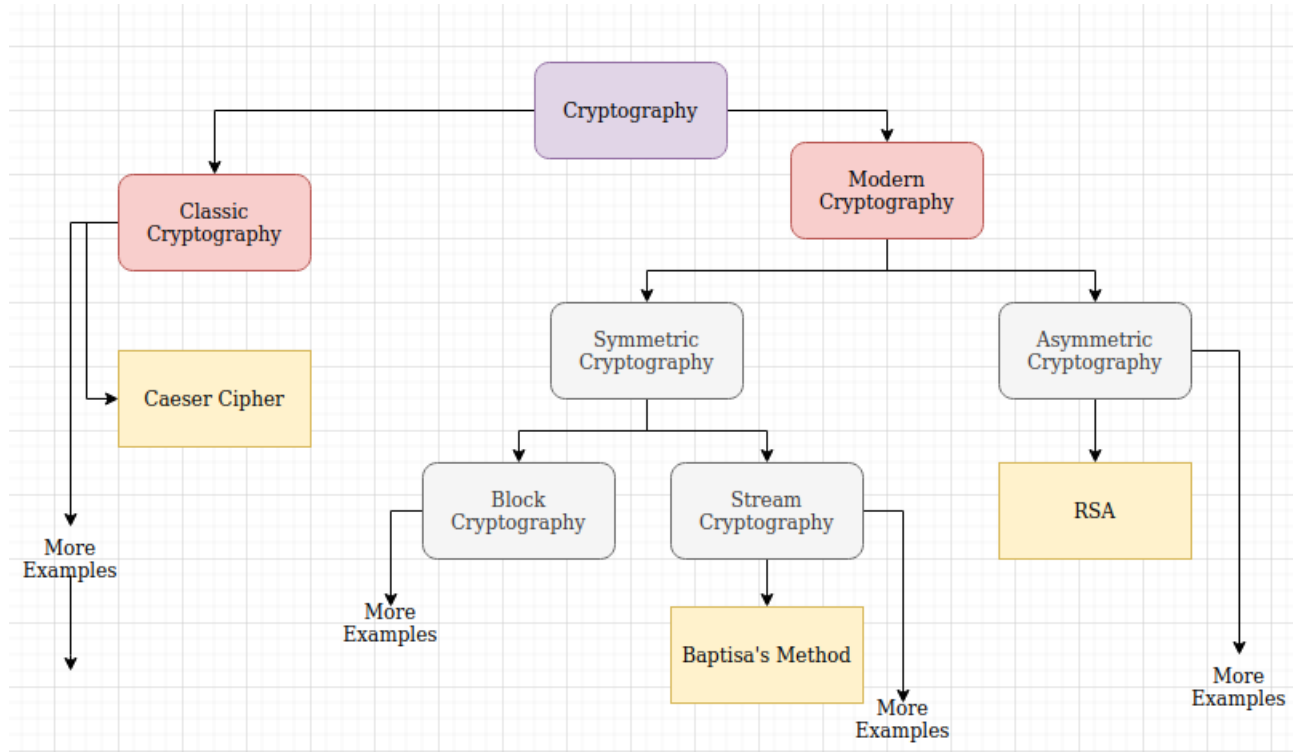 Cryptography
Modern
Cryptography
Classic
Cryptography
Symmetric
Cryptography
Asymmetric
Cryptography
Caeser Cipher
Block
Cryptography
Stream
Cryptography
RSA
More
Examples
More
Examples
Baptisa's Method
More
Examples
More
Examples